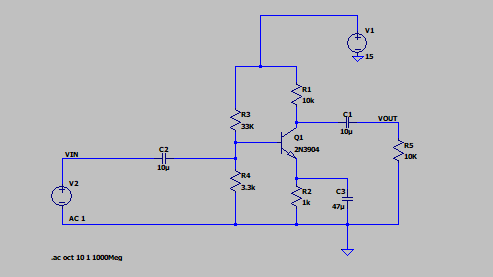 V1
15
R1
10k
R3
33K
C1
10µ
VOUT
Q1
2N3904
VIN
C2
10µ
R5
10K
R4
3.3k
R2
1k
C3
47µ
V2
AC 1
.ac oct 10 1 1000Meg